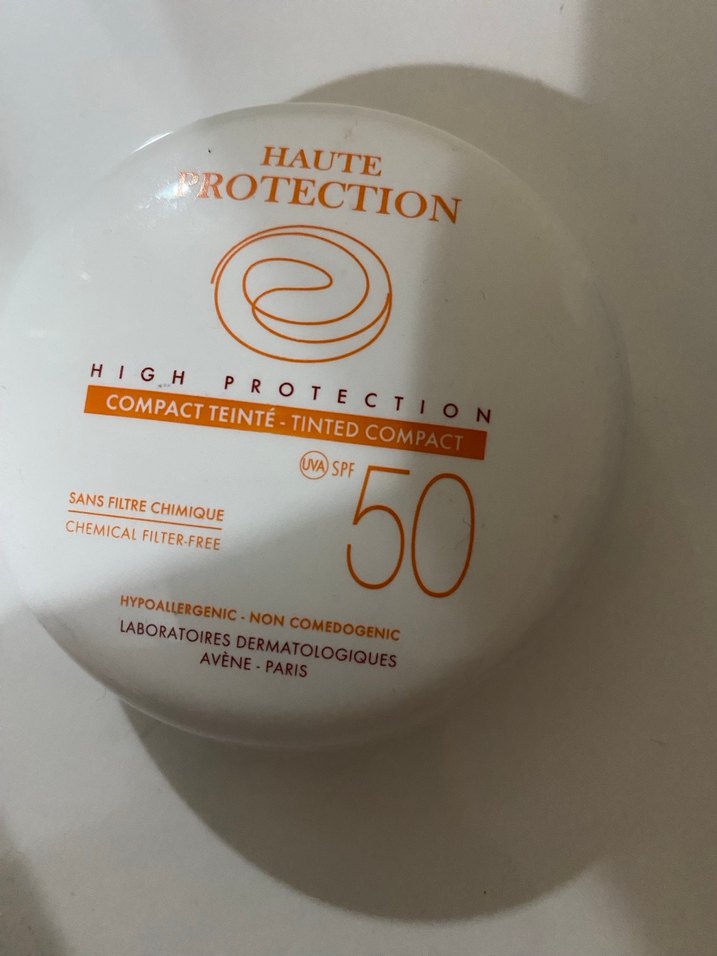 HAUTE
PROTECTION
HIGH PROTECTION
COMPACT TEINTÉ - TINTED COMPACT
UVA SPF 50
SANS FILTRE CHIMIQUE
CHEMICAL FILTER-FREE
HYPOALLERGENIC - NON COMEDOGENIC
LABORATOIRES DERMATOLOGIQUES
AVÈNE - PARIS